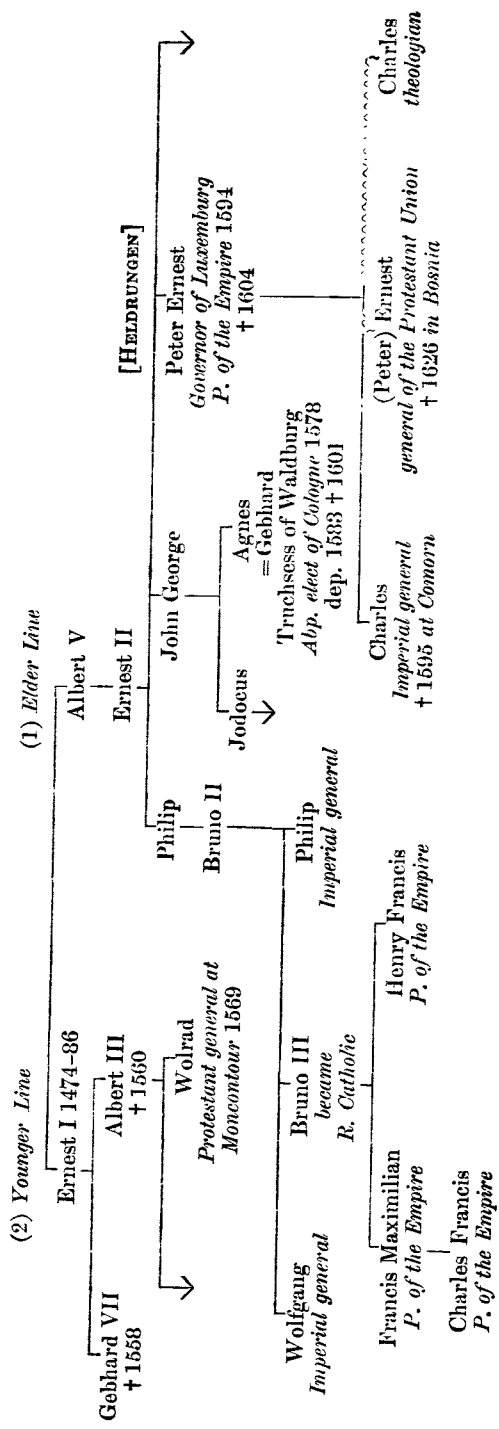 (2) Younger Line
(1) Elder Line
Ernest I 1474–86
Albert V
Ernest II
Gebhard VII
†1558
Albert III
†1560
Wolrad
Protestant general at
Moncontour 1569
[HELDRUNGEN]
Philip
John George
Peter Ernest
Governor of Luxemburg
P. of the Empire 1594
†1604
Bruno II
Jodocus
Agnes
=Gebhard
Truchsess of Waldburg
Abp. elect of Cologne 1578
dep. 1583 †1601
Wolfgang
Imperial general
Bruno III
became
R. Catholic
Philip
Imperial general
Charles
Imperial general
†1595 at Comorn
(Peter) Ernest
general of the Protestant Union
†1626 in Bosnia
Charles
theologian
Francis Maximilian
P. of the Empire
Henry Francis
P. of the Empire
Charles Francis
P. of the Empire